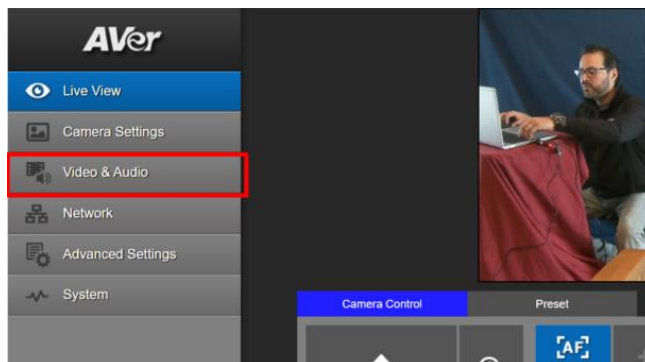 AVer
Live View
Camera Settings
Video & Audio
Network
Advanced Settings
System
Camera Control
Preset
AF